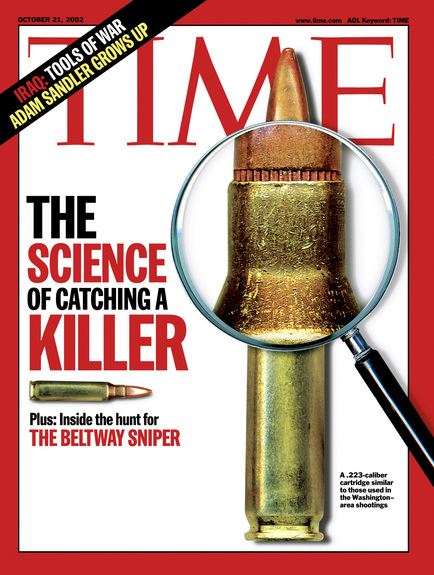 OCTOBER 21, 2002
www.time.com AOL Keyword: TIME
IRAQ: TOOLS OF WAR
ADAM SANDLER GROWS UP
TIME
THE
SCIENCE
OF CATCHING A
KILLER
Plus: Inside the hunt for
THE BELTWAY SNIPER
A .223-caliber
cartridge similar
to those used in
the Washington–
area shootings